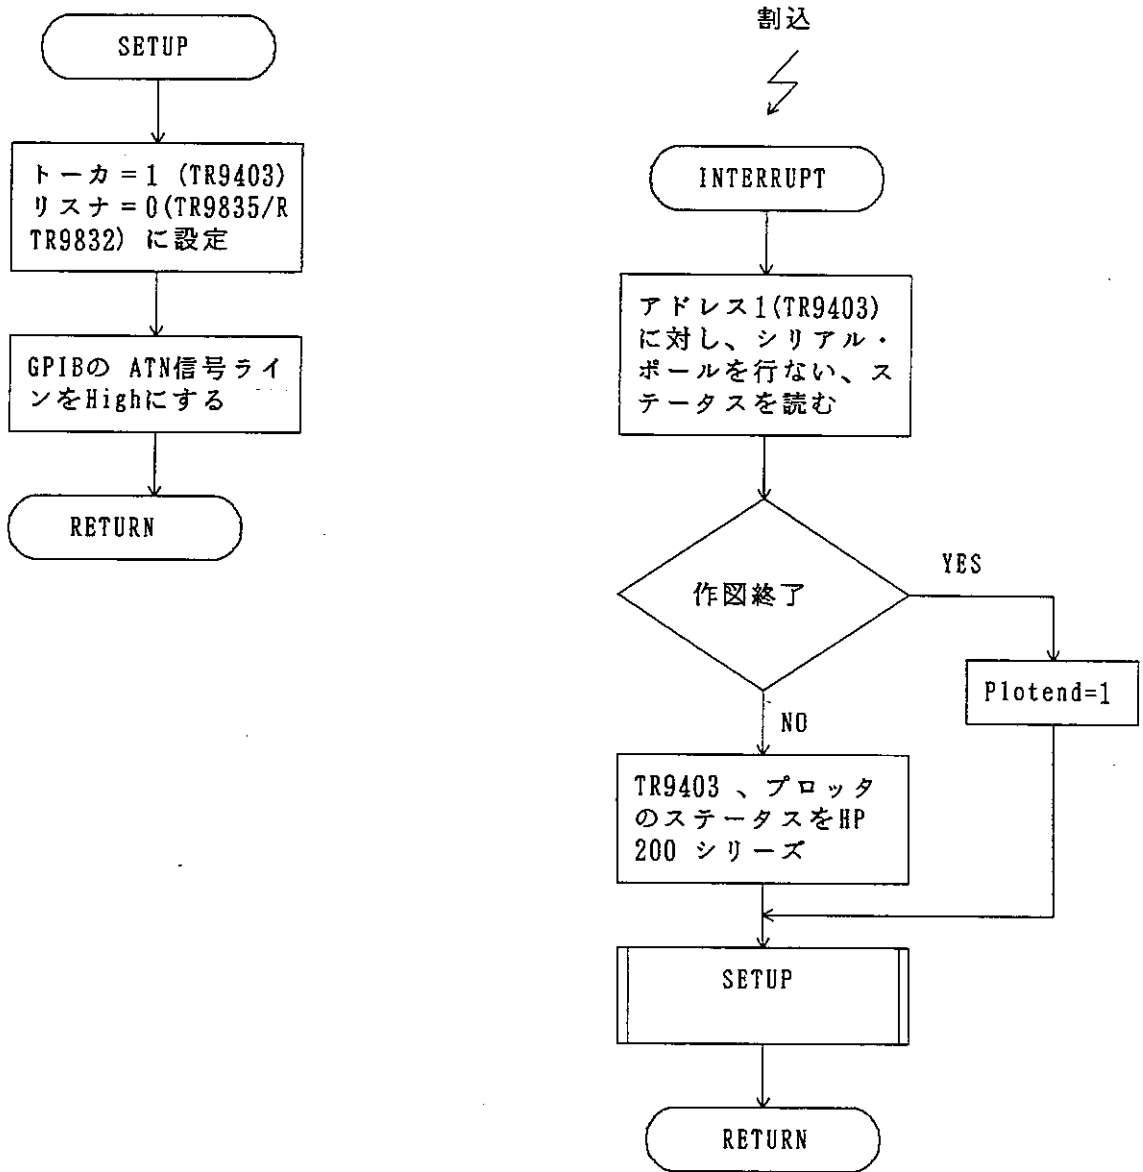 SETUP
トーカ=1 (TR9403)
リスナ=0(TR9835/R
TR9832) に設定
GPIBの ATN信号ライ
ンをHighにする
RETURN
割込
INTERRUPT
アドレス1(TR9403)
に対し、シリアル・
ポールを行ない、ス
テータスを読む
作図終了
YES
Plotend=1
NO
TR9403 、プロッタ
のステータスをHP
200 シリーズ
SETUP
RETURN